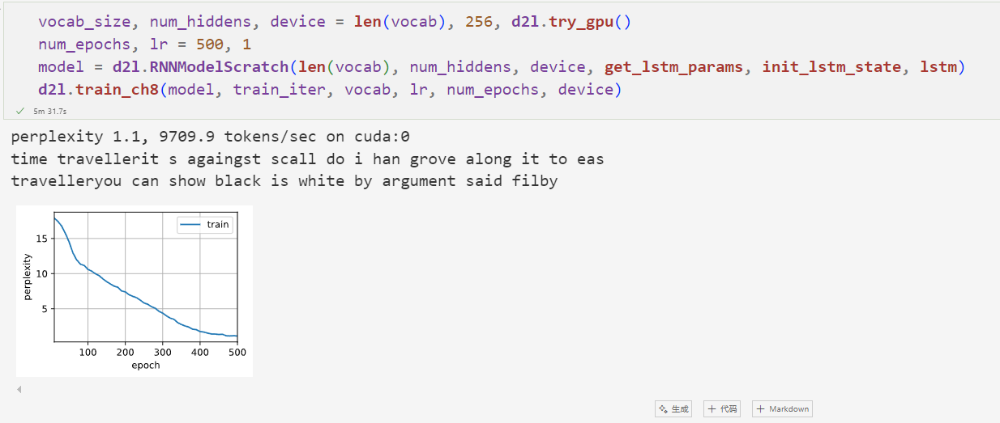 vocab_size, num_hiddens, device = len(vocab), 256, d2l.try_gpu()
num_epochs, lr = 500, 1
model = d2l.RNNModelScratch(len(vocab), num_hiddens, device, get_lstm_params, init_lstm_state, lstm)
d2l.train_ch8(model, train_iter, vocab, lr, num_epochs, device)
5m 31.7s
perplexity 1.1, 9709.9 tokens/sec on cuda:0
time travellerit s againgst scall do i han grove along it to eas
travelleryou can show black is white by argument said filby
train
15
10
5
perplexity
100 200 300 400 500
epoch
生成 + 代码 + Markdown